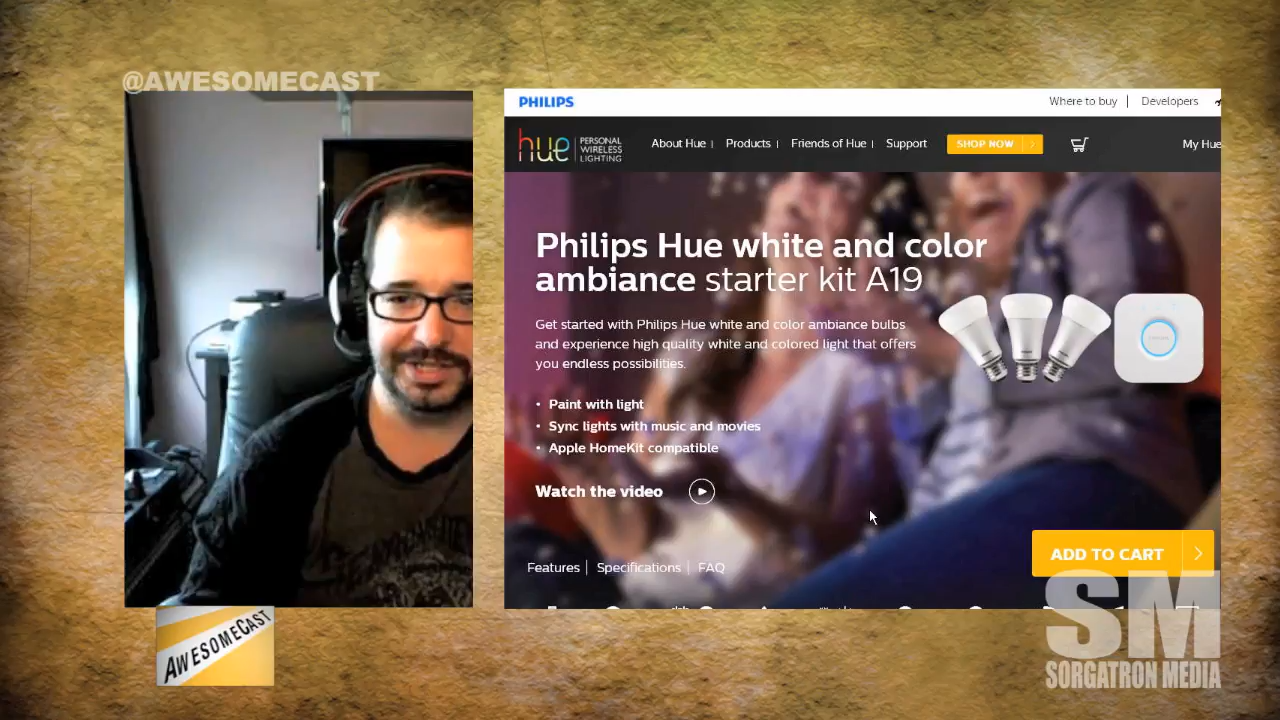 @AWESOMECAST
PHILIPS
Where to buy | Developers
hue PERSONAL WIRELESS LIGHTING
About Hue | Products | Friends of Hue | Support
SHOP NOW
My Hue
Philips Hue white and color
ambiance starter kit A19
Get started with Philips Hue white and color ambiance bulbs
and experience high quality white and colored light that offers
you endless possibilities.
• Paint with light
• Sync lights with music and movies
• Apple HomeKit compatible
Watch the video
ADD TO CART
Features | Specifications | FAQ
AWESOMECAST
SM
SORGATRON MEDIA